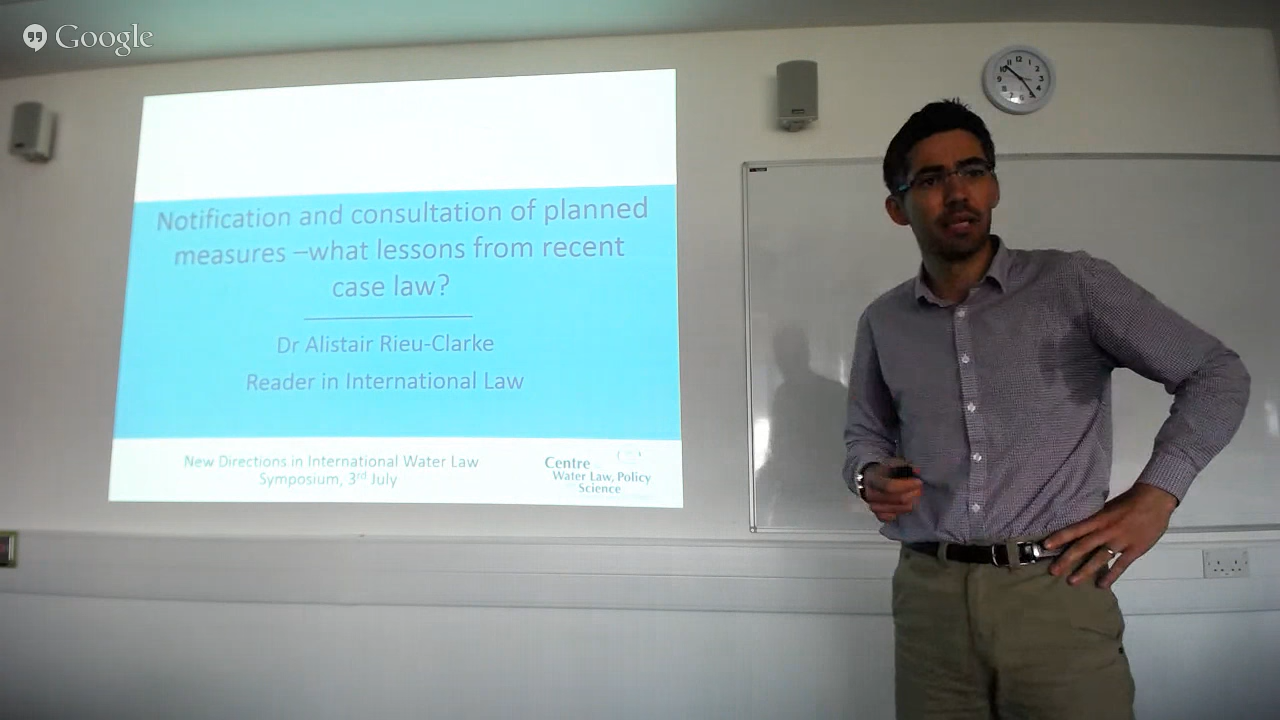 Google
Notification and consultation of planned
measures –what lessons from recent
case law?
Dr Alistair Rieu-Clarke
Reader in International Law
New Directions in International Water Law
Symposium, 3rd July
Centre
Water Law, Policy
Science